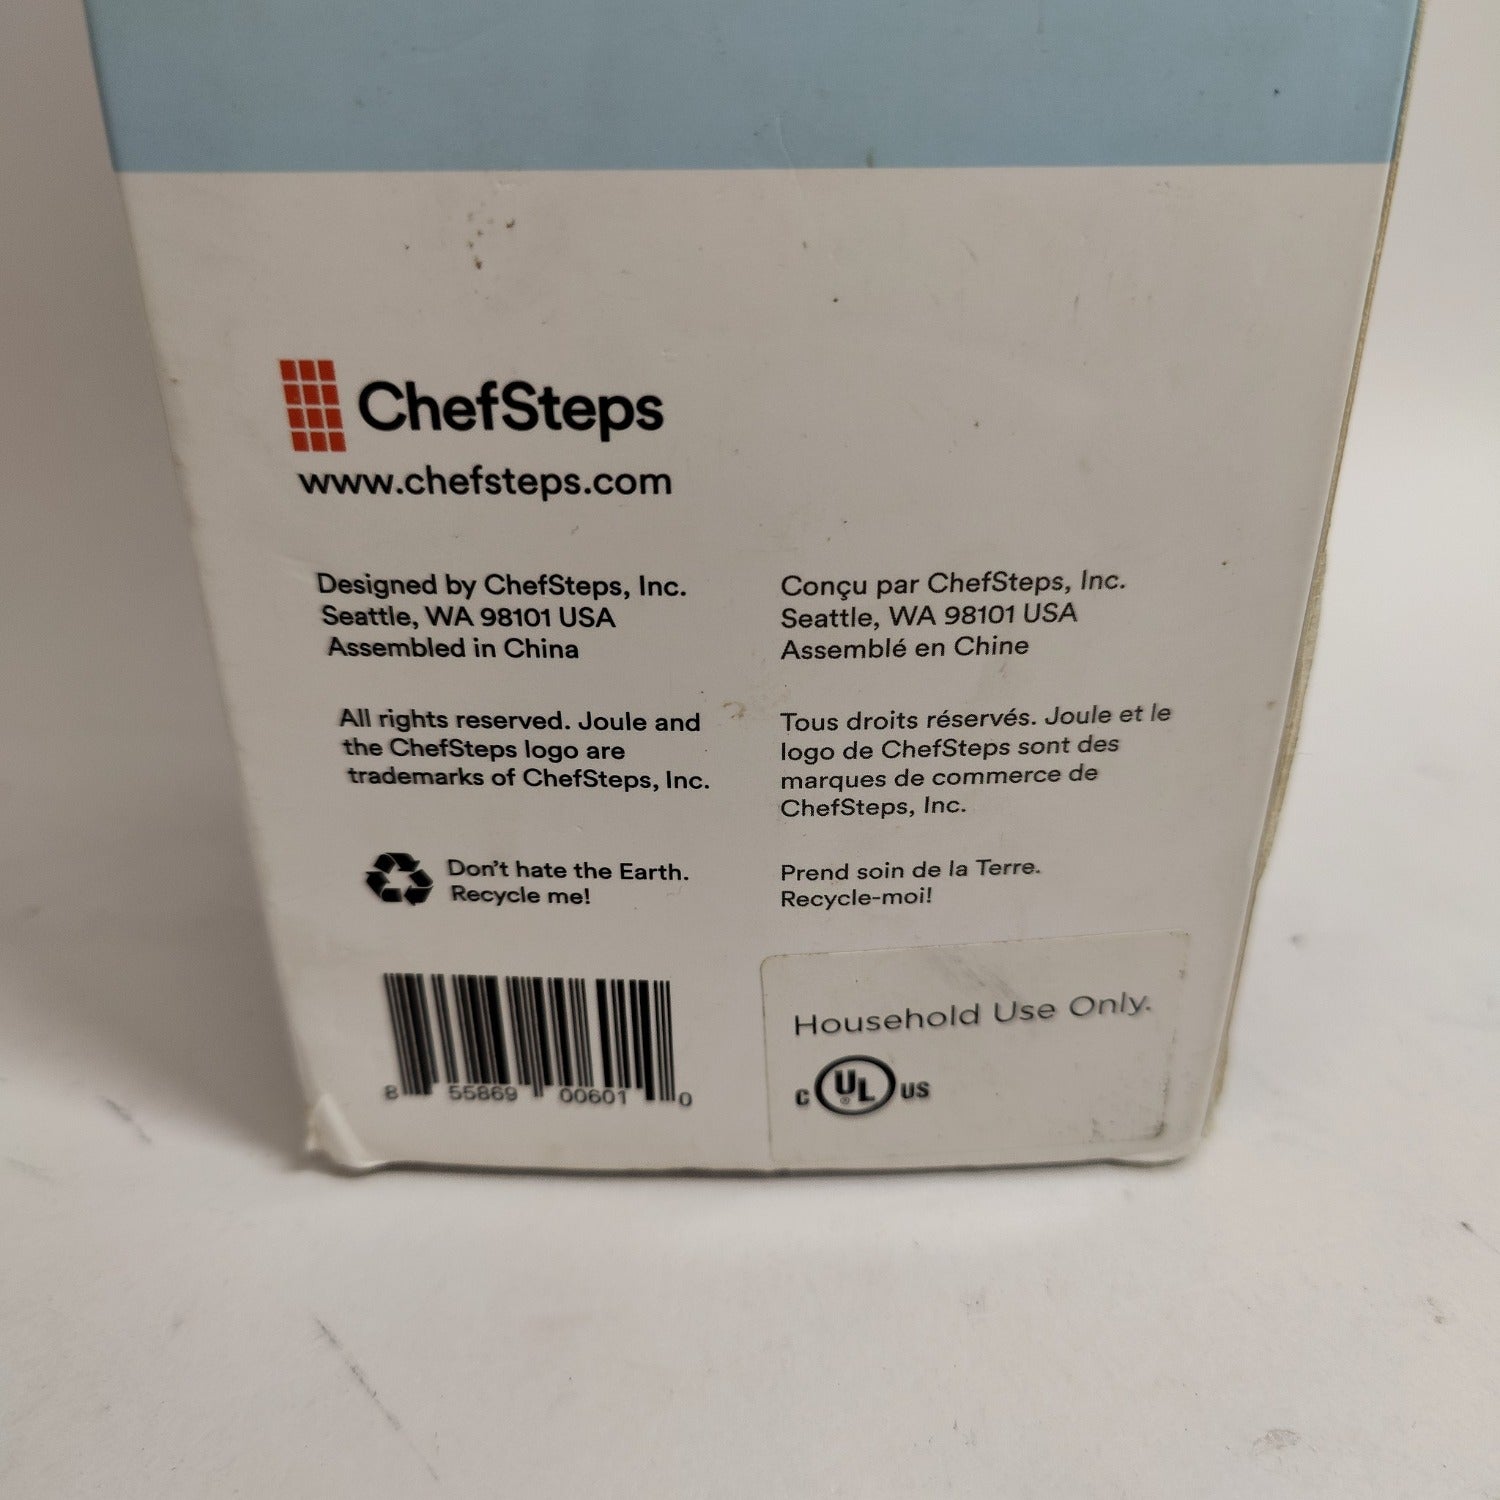 ChefSteps
www.chefsteps.com
Designed by ChefSteps, Inc.
Seattle, WA 98101 USA
Assembled in China
Conçu par ChefSteps, Inc.
Seattle, WA 98101 USA
Assemblé en Chine
All rights reserved. Joule and
the ChefSteps logo are
trademarks of ChefSteps, Inc.
Tous droits réservés. Joule et le
logo de ChefSteps sont des
marques de commerce de
ChefSteps, Inc.
Don't hate the Earth.
Recycle me!
Prend soin de la Terre.
Recycle-moi!
8 55869 00601 0
Household Use Only.
C UL ® US